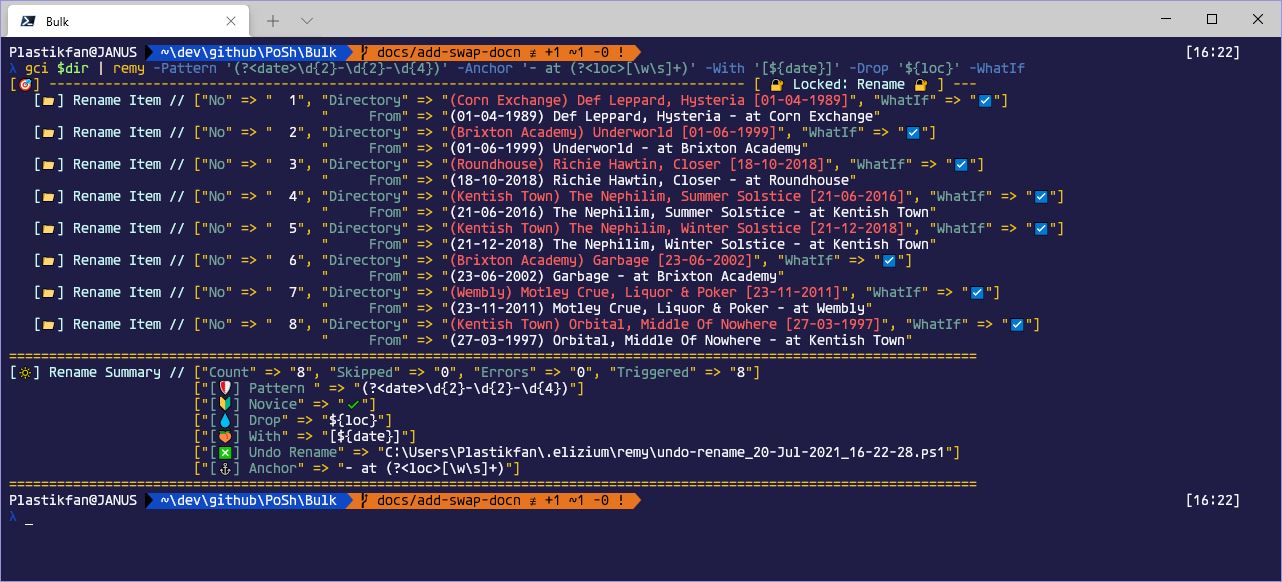 Bulk
Plastikfan@JANUS ~\dev\github\PoSh\Bulk docs/add-swap-docn ≢ +1 ~1 -0 ! [16:22]
λ gci $dir | remy -Pattern '(?<date>\d{2}-\d{2}-\d{4})' -Anchor '- at (?<loc>[\w\s]+)' -With '[${date}]' -Drop '${loc}' -WhatIf
[🎯] ---------------------------------------------------------------------------------------- [ 🔐 Locked: Rename 🔐 ] ---
[📂] Rename Item // ["No" => "  1", "Directory" => "(Corn Exchange) Def Leppard, Hysteria [01-04-1989]", "WhatIf" => "☑️"]
"     From" => "(01-04-1989) Def Leppard, Hysteria - at Corn Exchange"
[📂] Rename Item // ["No" => "  2", "Directory" => "(Brixton Academy) Underworld [01-06-1999]", "WhatIf" => "☑️"]
"     From" => "(01-06-1999) Underworld - at Brixton Academy"
[📂] Rename Item // ["No" => "  3", "Directory" => "(Roundhouse) Richie Hawtin, Closer [18-10-2018]", "WhatIf" => "☑️"]
"     From" => "(18-10-2018) Richie Hawtin, Closer - at Roundhouse"
[📂] Rename Item // ["No" => "  4", "Directory" => "(Kentish Town) The Nephilim, Summer Solstice [21-06-2016]", "WhatIf" => "☑️"]
"     From" => "(21-06-2016) The Nephilim, Summer Solstice - at Kentish Town"
[📂] Rename Item // ["No" => "  5", "Directory" => "(Kentish Town) The Nephilim, Winter Solstice [21-12-2018]", "WhatIf" => "☑️"]
"     From" => "(21-12-2018) The Nephilim, Winter Solstice - at Kentish Town"
[📂] Rename Item // ["No" => "  6", "Directory" => "(Brixton Academy) Garbage [23-06-2002]", "WhatIf" => "☑️"]
"     From" => "(23-06-2002) Garbage - at Brixton Academy"
[📂] Rename Item // ["No" => "  7", "Directory" => "(Wembly) Motley Crue, Liquor & Poker [23-11-2011]", "WhatIf" => "☑️"]
"     From" => "(23-11-2011) Motley Crue, Liquor & Poker - at Wembly"
[📂] Rename Item // ["No" => "  8", "Directory" => "(Kentish Town) Orbital, Middle Of Nowhere [27-03-1997]", "WhatIf" => "☑️"]
"     From" => "(27-03-1997) Orbital, Middle Of Nowhere - at Kentish Town"
=========================================================================================================================
[🔆] Rename Summary // ["Count" => "8", "Skipped" => "0", "Errors" => "0", "Triggered" => "8"]
["[🛡️] Pattern " => "(?<date>\d{2}-\d{2}-\d{4})"]
["[🔰] Novice" => "✔️"]
["[💧] Drop" => "${loc}"]
["[🍑] With" => "[${date}]"]
["[❎] Undo Rename" => "C:\Users\Plastikfan\.elizium\remy\undo-rename_20-Jul-2021_16-22-28.ps1"]
["[⚓] Anchor" => "- at (?<loc>[\w\s]+)"]
=========================================================================================================================
Plastikfan@JANUS ~\dev\github\PoSh\Bulk docs/add-swap-docn ≢ +1 ~1 -0 ! [16:22]
λ _